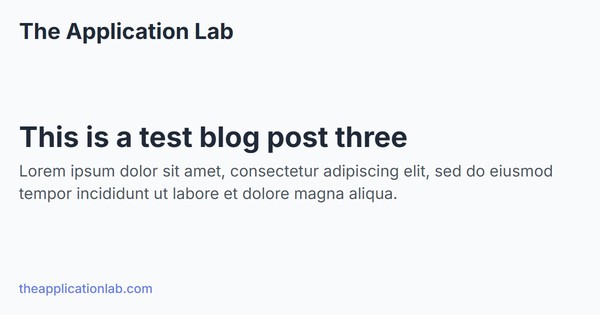 The Application Lab
This is a test blog post three
Lorem ipsum dolor sit amet, consectetur adipiscing elit, sed do eiusmod
tempor incididunt ut labore et dolore magna aliqua.
theapplicationlab.com